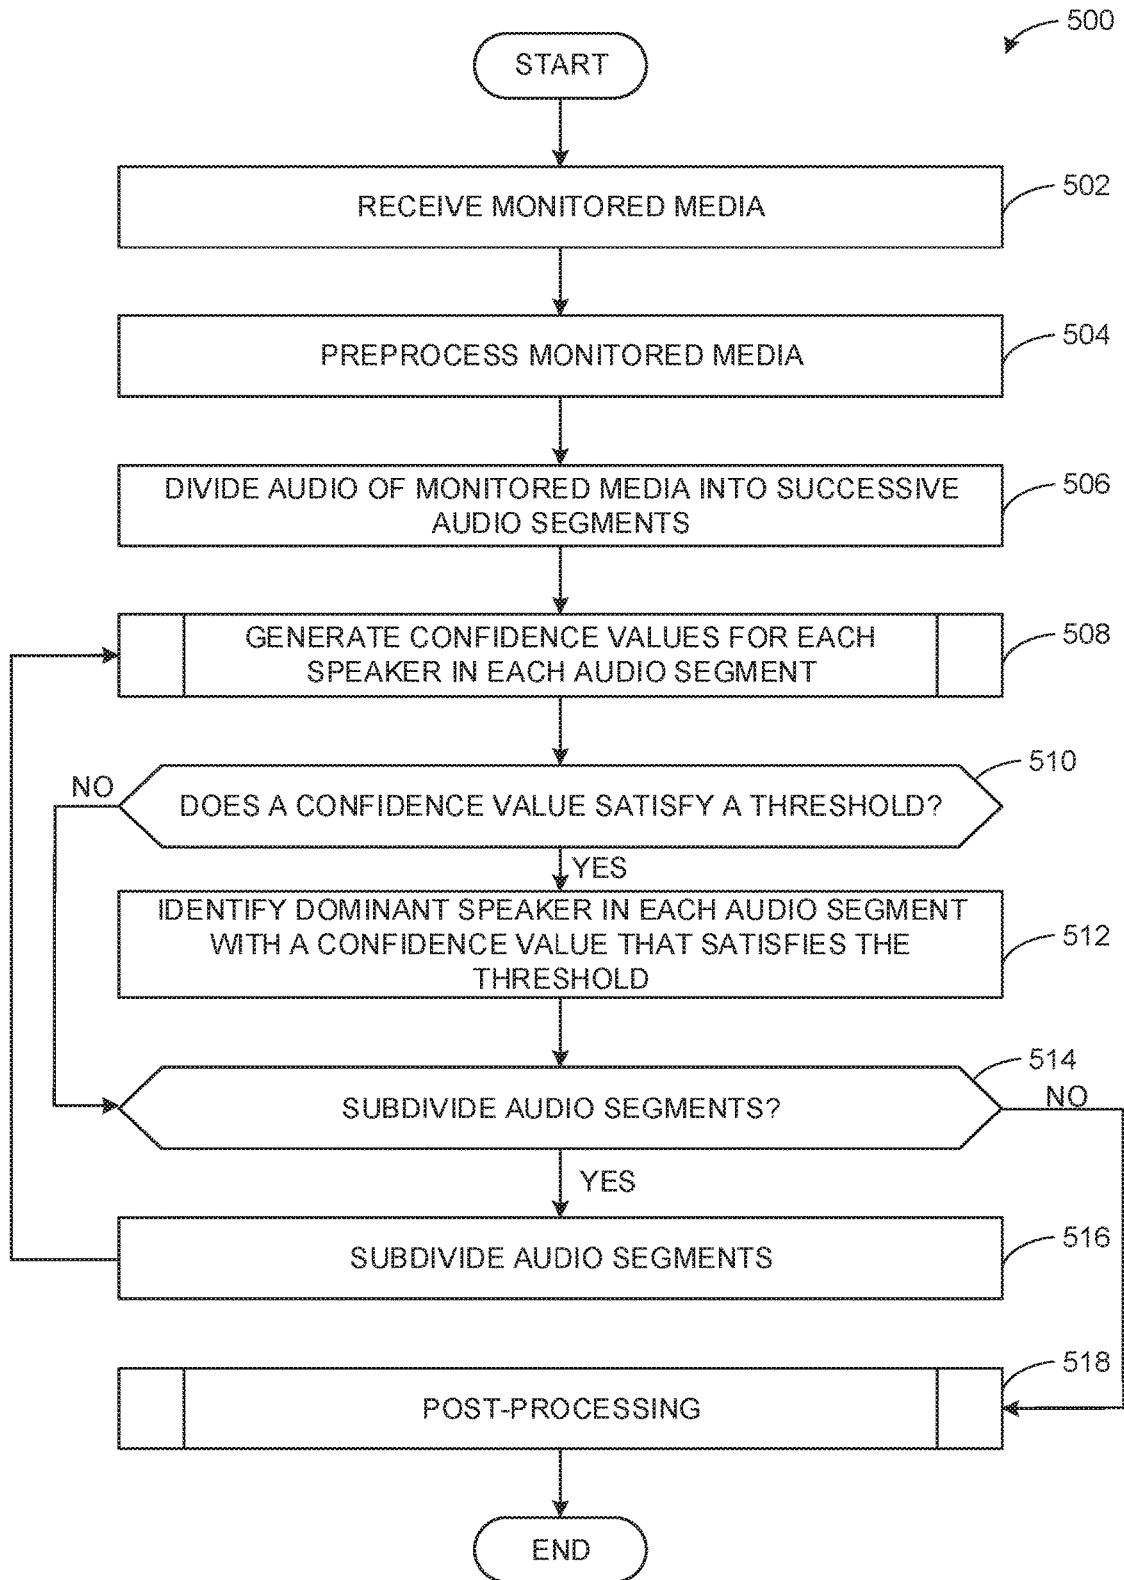 500
START
RECEIVE MONITORED MEDIA
502
PREPROCESS MONITORED MEDIA
504
DIVIDE AUDIO OF MONITORED MEDIA INTO SUCCESSIVE
AUDIO SEGMENTS
506
GENERATE CONFIDENCE VALUES FOR EACH
SPEAKER IN EACH AUDIO SEGMENT
508
NO
DOES A CONFIDENCE VALUE SATISFY A THRESHOLD?
510
YES
IDENTIFY DOMINANT SPEAKER IN EACH AUDIO SEGMENT
WITH A CONFIDENCE VALUE THAT SATISFIES THE
THRESHOLD
512
SUBDIVIDE AUDIO SEGMENTS?
514
NO
YES
SUBDIVIDE AUDIO SEGMENTS
516
POST-PROCESSING
518
END